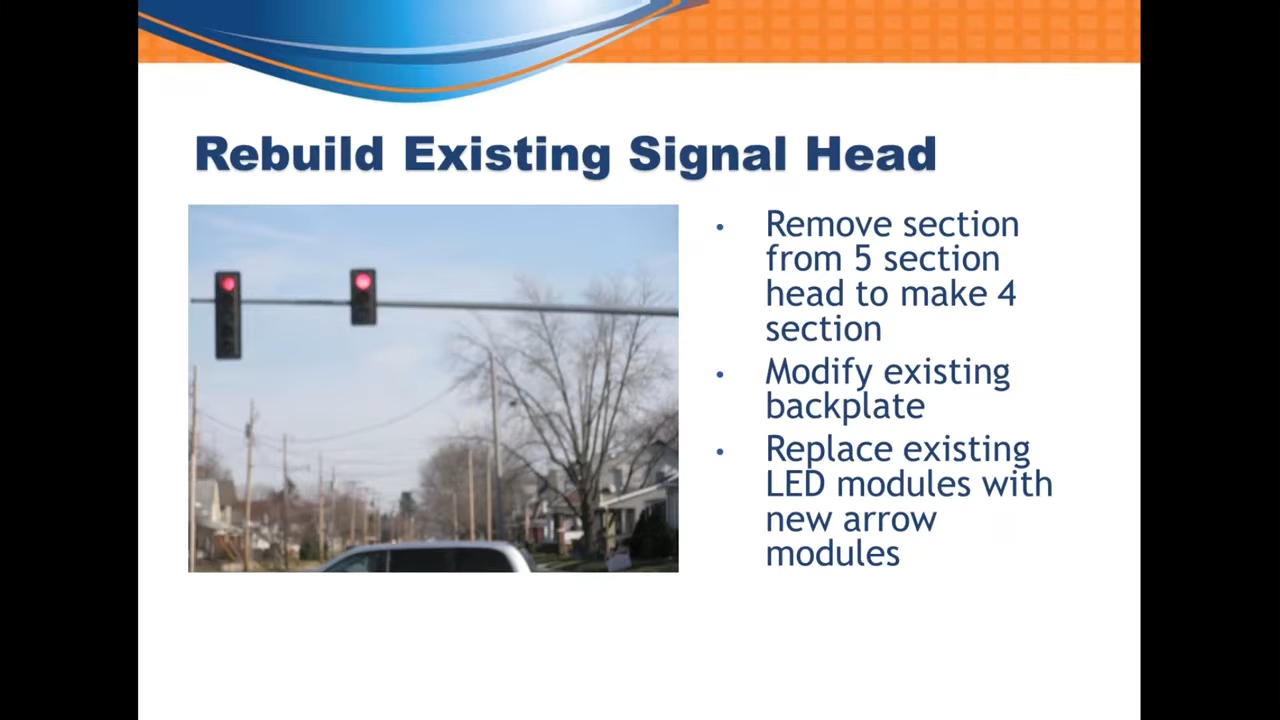 Rebuild Existing Signal Head
• Remove section
from 5 section
head to make 4
section
• Modify existing
backplate
• Replace existing
LED modules with
new arrow
modules